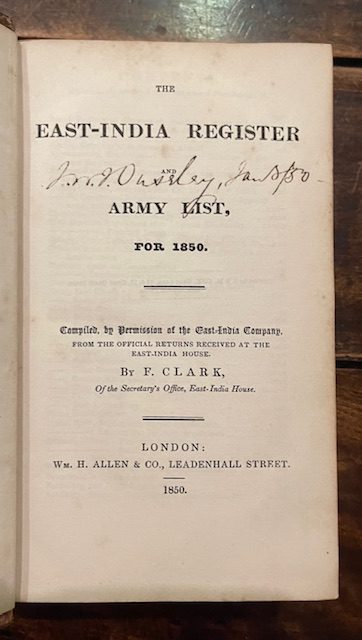 THE
EAST-INDIA REGISTER
AND
Ouseley, Jan
ARMY LIST,
FOR 1850.
Compiled, by Permission of the East-India Company,
FROM THE OFFICIAL RETURNS RECEIVED AT THE
EAST-INDIA HOUSE.
BY F. CLARK,
Of the Secretary's Office, East-India House.
LONDON:
WM. H. ALLEN & CO., LEADENHALL STREET.
1850.